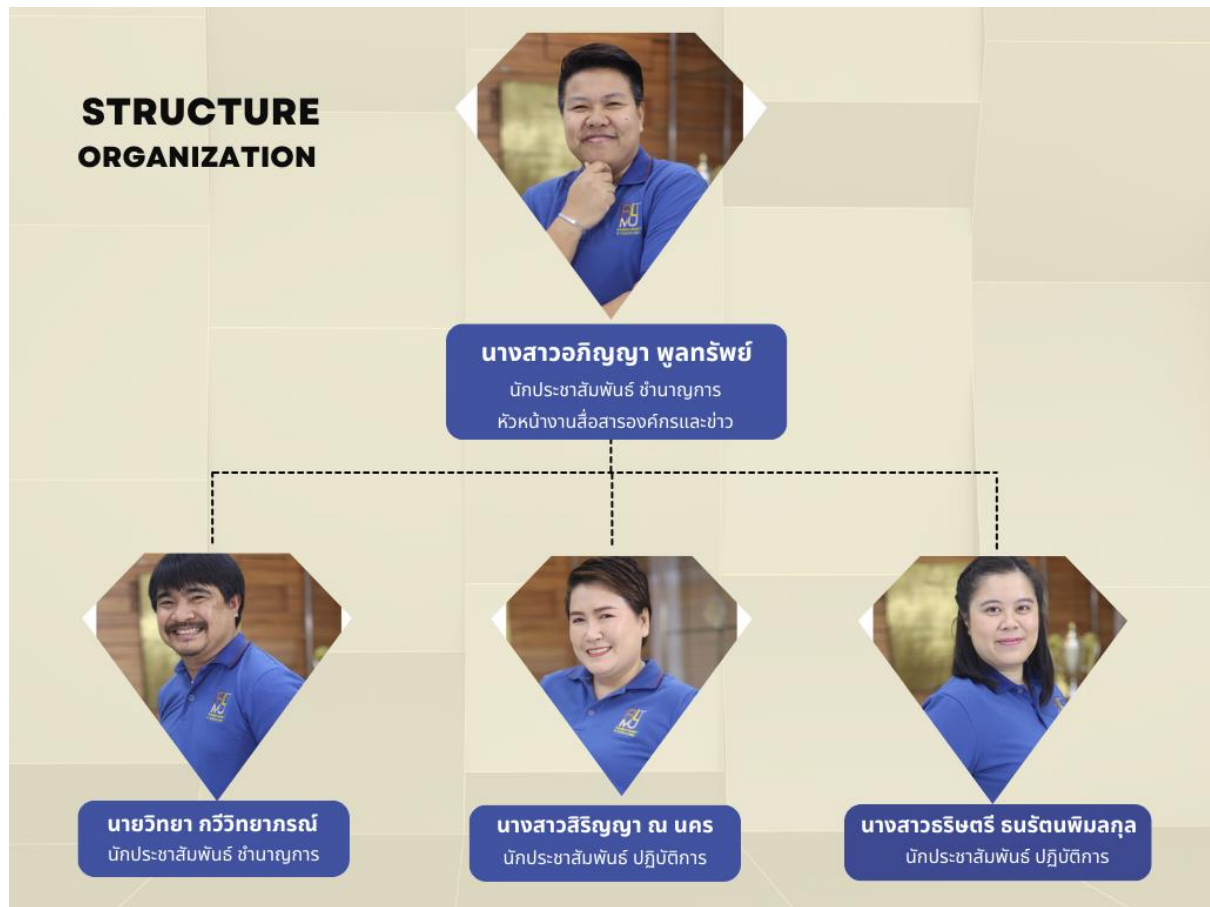 STRUCTURE
ORGANIZATION
นางสาวอภิญญา พูลทรัพย์
นักประชาสัมพันธ์ ชำนาญการ
หัวหน้างานสื่อสารองค์กรและข่าว
นายวิทยา กวีวิทยาภรณ์
นักประชาสัมพันธ์ ชำนาญการ
นางสาวสิริญญา ณ นคร
นักประชาสัมพันธ์ ปฏิบัติการ
นางสาวธริษตรี ธนรัตนพิมลกุล
นักประชาสัมพันธ์ ปฏิบัติการ